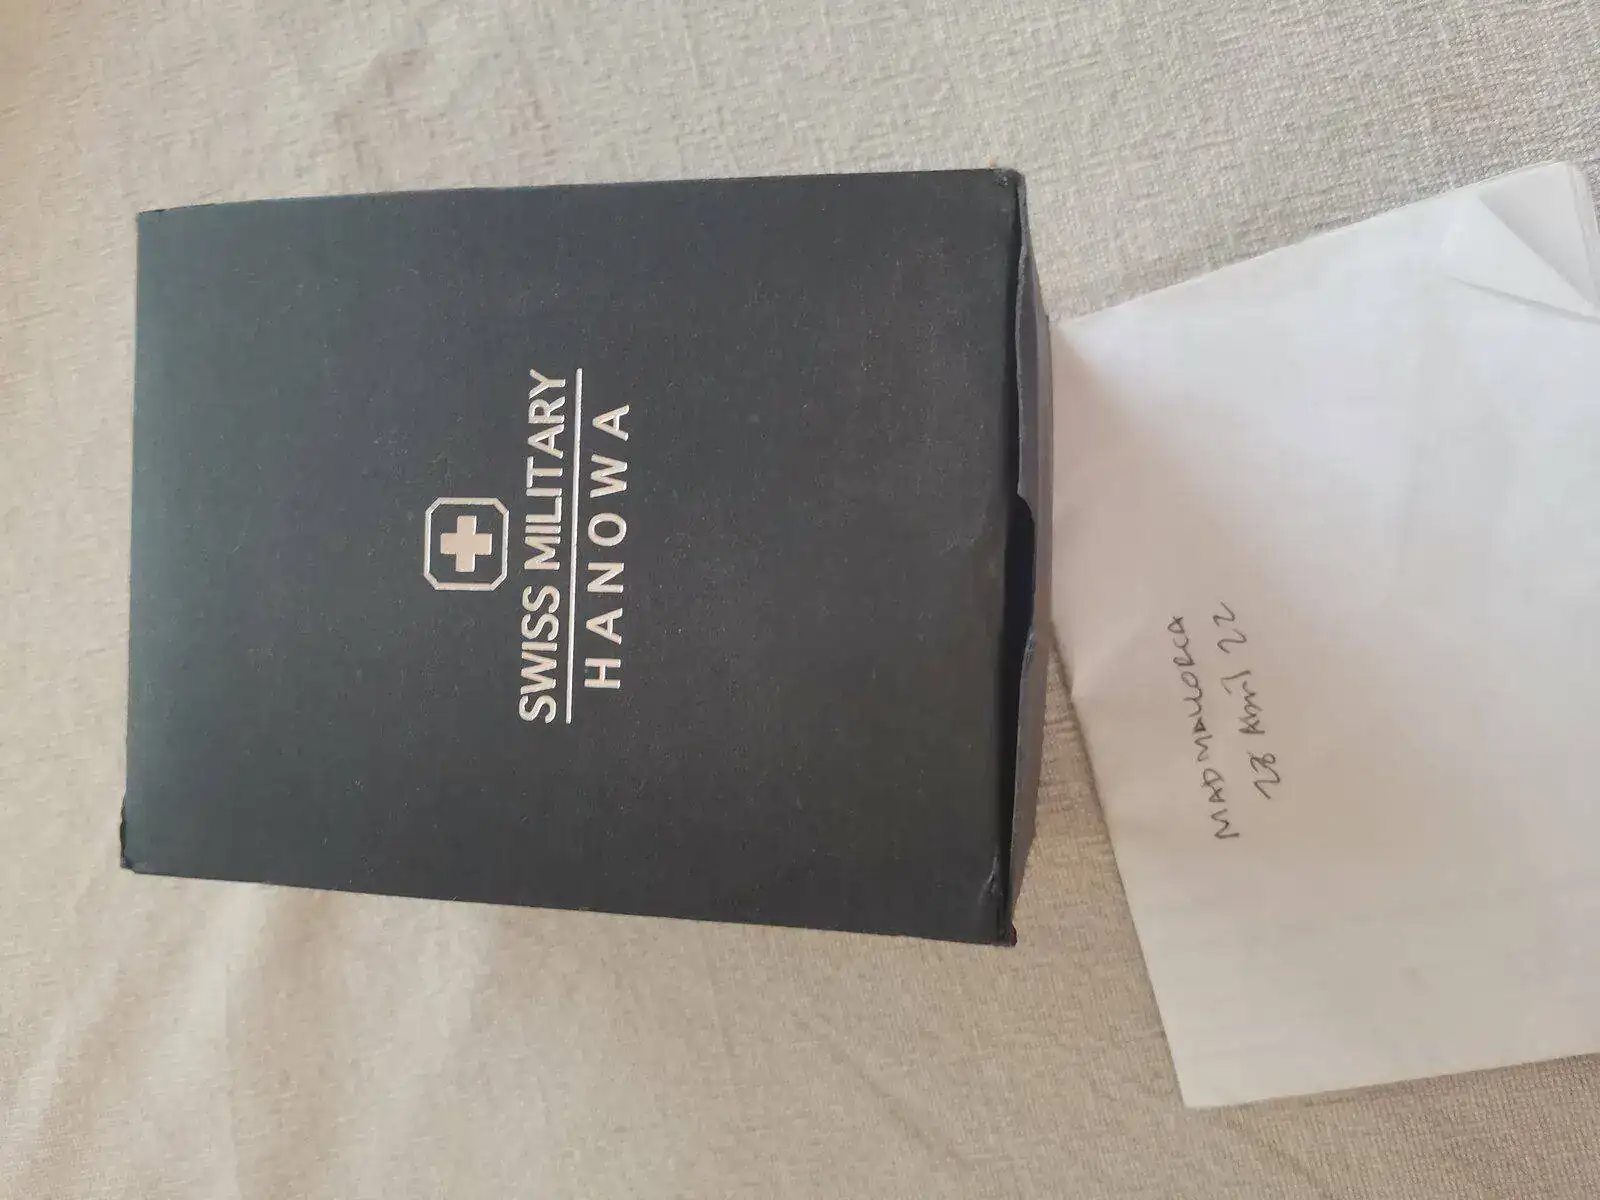 SWISS MILITARY
HANOWA
MADMALLORCA
28 April 22